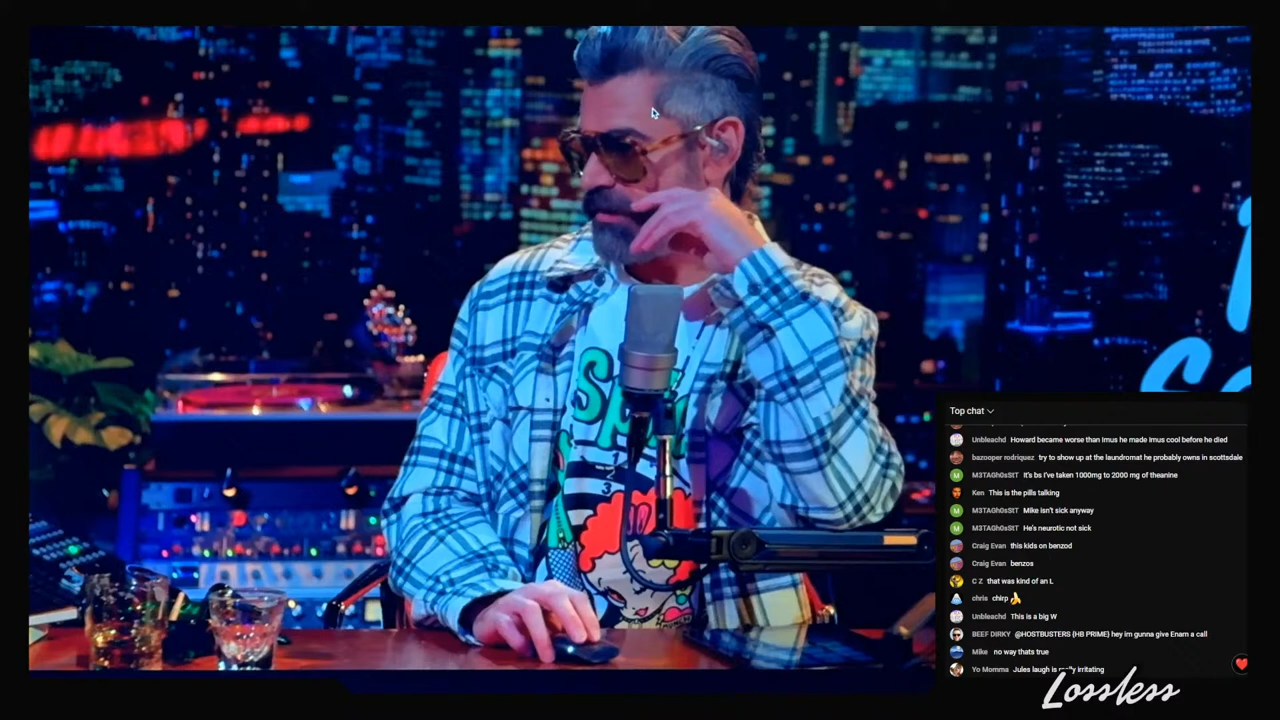 Top chat
Unbleachd Howard became worse than Imus he made Imus cool before he died
bazooper rodriquez try to show up at the laundromat he probably owns in scottsdale
M3TAGh0sStT It's bs I've taken 1000mg to 2000 mg of theanine
Ken This is the pills talking
M3TAGh0sStT Mike isn't sick anyway
M3TAGh0sStT He's neurotic not sick
Craig Evan this kids on benzod
Craig Evan benzos
C Z that was kind of an L
chris chirp 🍌
Unbleachd This is a big W
BEEF DIRKY @HOSTBUSTERS (HB PRIME) hey im gunna give Enam a call
Mike no way thats true
Yo Momma Jules laugh is really irritating
Lossless